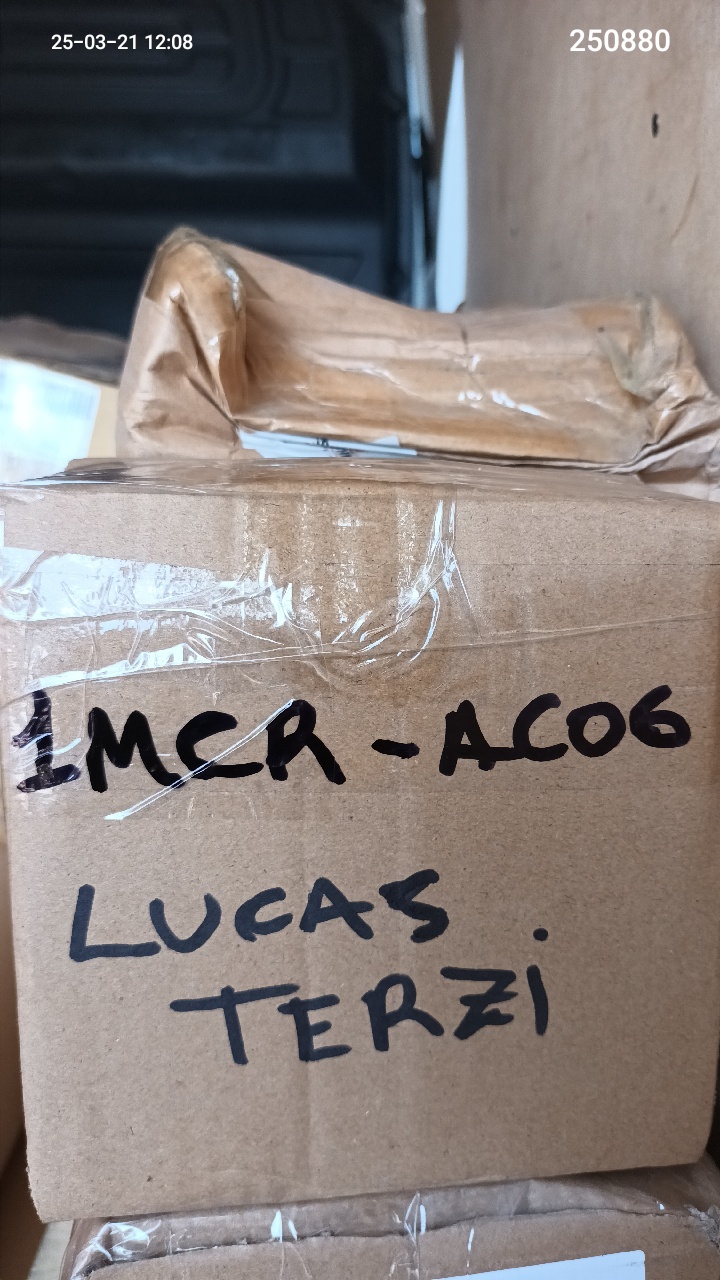 25-03-21 12:08
250880
1MCR-AC06
LUCAS
TERZi